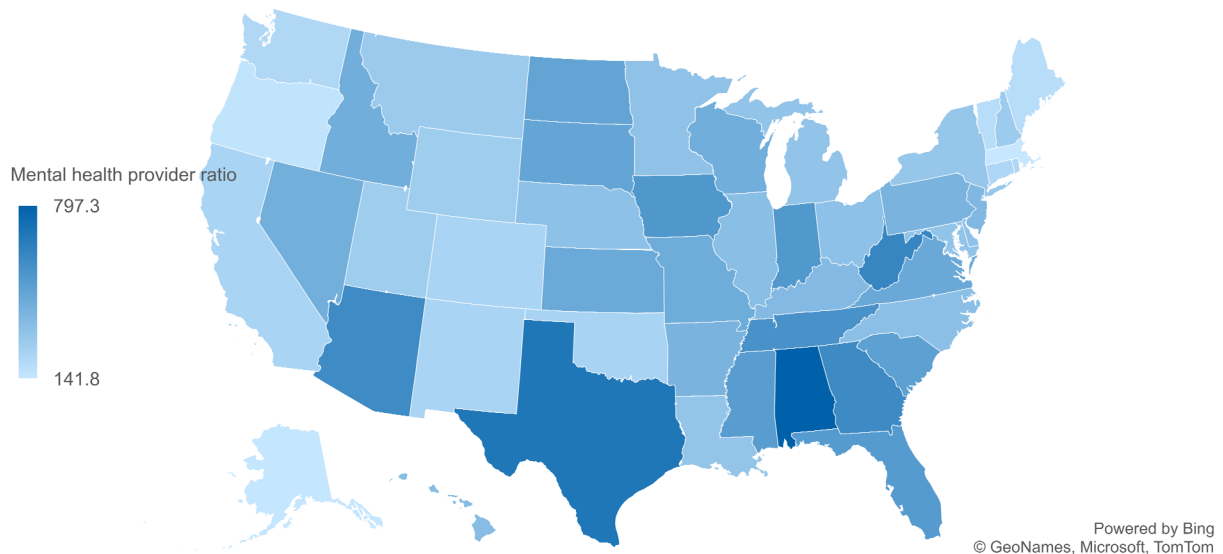 Mental health provider ratio
797.3
141.8
Powered by Bing
© GeoNames, Microsoft, TomTom